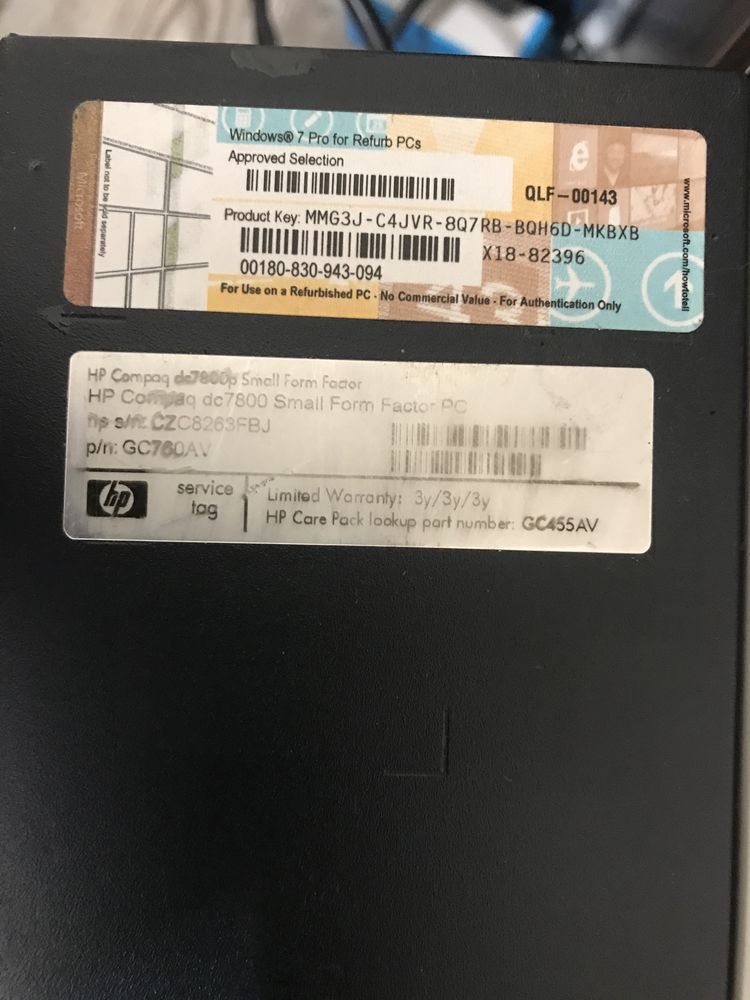 Windows® 7 Pro for Refurb PCs
Approved Selection
QLF-00143
Product Key: MMG3J-C4JVR-8Q7RB-BQH6D-MKBXB
X18-82396
00180-830-943-094
For Use on a Refurbished PC - No Commercial Value - For Authentication Only
Label not to be sold separately
Microsoft
www.microsoft.com/howtotell
HP Compaq dc7800p Small Form Factor
HP Compaq dc7800 Small Form Factor PC
hp s/n: CZC8263FBJ
p/n: GC760AV
hp
service tag
Limited Warranty: 3y/3y/3y
HP Care Pack lookup part number: GC455AV